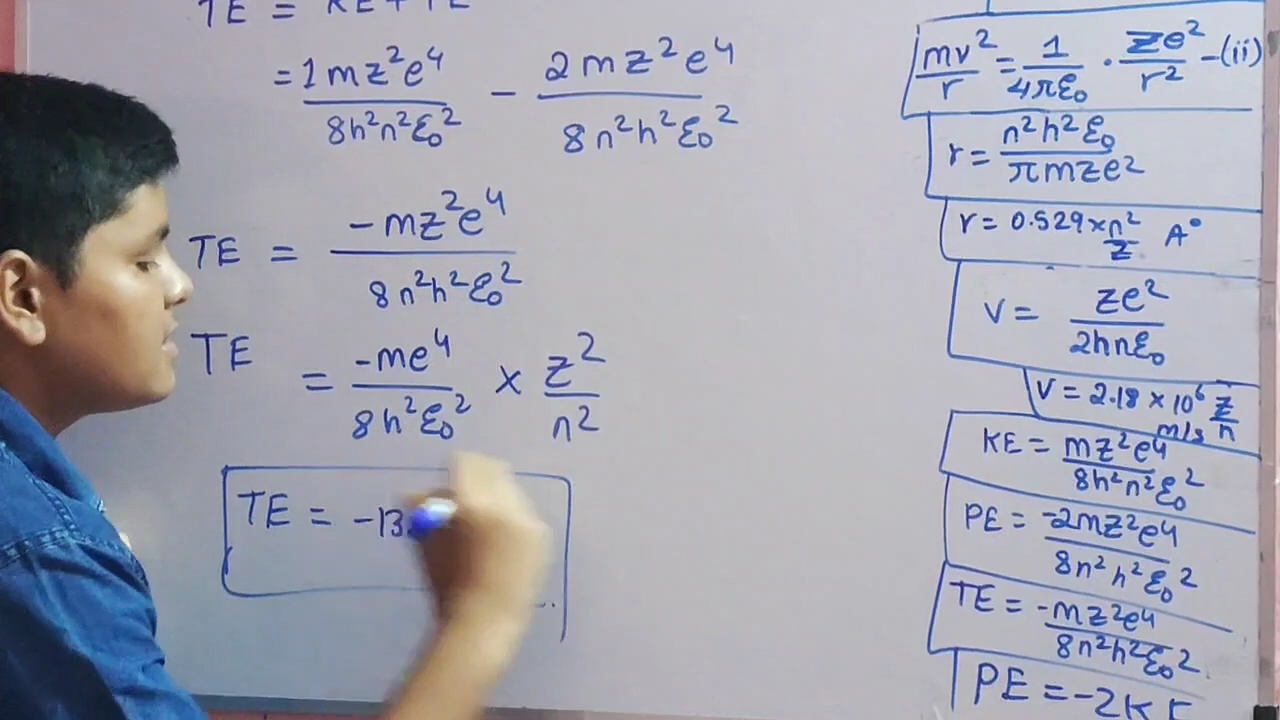 TE = KE + PE
= 1mz²e⁴/8h²n²ε₀² - 2mz²e⁴/8n²h²ε₀²
TE = -mz²e⁴/8n²h²ε₀²
TE = -me⁴/8h²ε₀² × z²/n²
TE = -13
mv²/r = 1/4πε₀ · ze²/r² -(ii)
r = n²h²ε₀/πmze²
r = 0.529 × n²/z A°
v = ze²/2hnε₀
v = 2.18 × 10⁶ z/n m/s
KE = mz²e⁴/8h²n²ε₀²
PE = -2mz²e⁴/8n²h²ε₀²
TE = -mz²e⁴/8n²h²ε₀²
PE = -2K